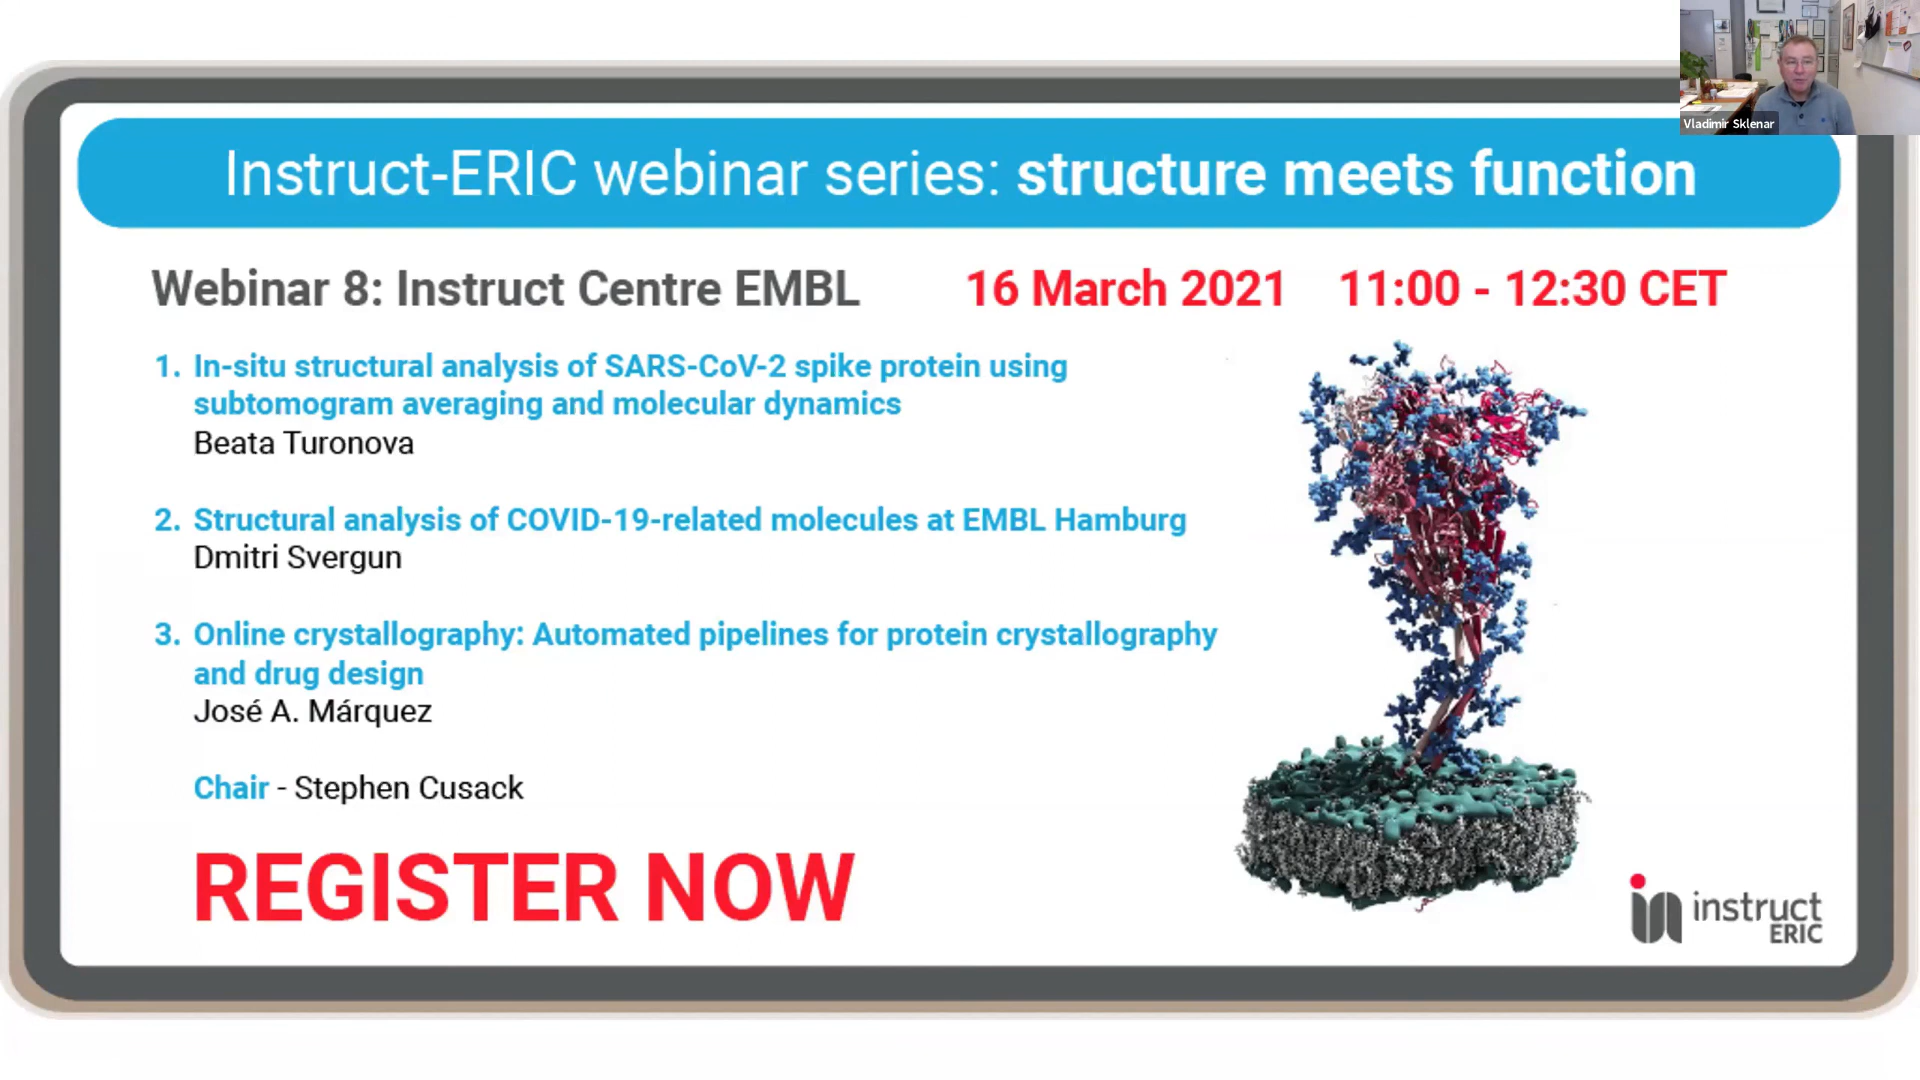 Vladimir Sklenar
Instruct-ERIC webinar series: structure meets function
Webinar 8: Instruct Centre EMBL 16 March 2021 11:00 - 12:30 CET
1. In-situ structural analysis of SARS-CoV-2 spike protein using
subtomogram averaging and molecular dynamics
Beata Turonova
2. Structural analysis of COVID-19-related molecules at EMBL Hamburg
Dmitri Svergun
3. Online crystallography: Automated pipelines for protein crystallography
and drug design
José A. Márquez
Chair - Stephen Cusack
REGISTER NOW
instruct
ERIC